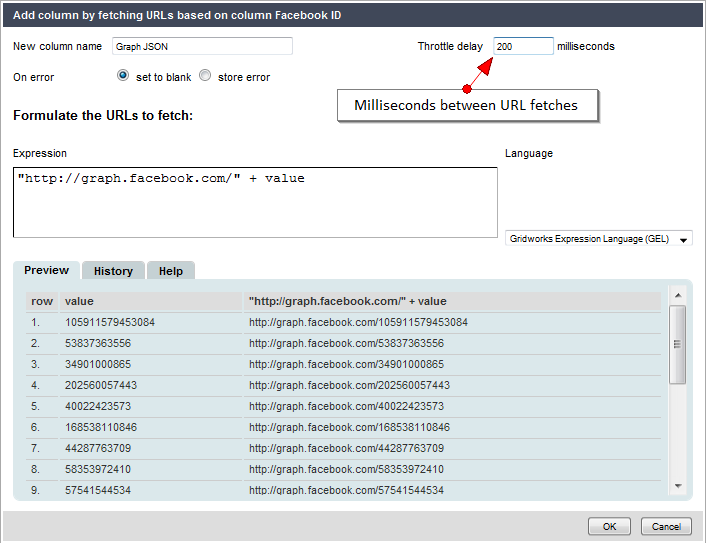 Add column by fetching URLs based on column Facebook ID
New column name Graph JSON Throttle delay 200 milliseconds
On error set to blank store error
Milliseconds between URL fetches
Formulate the URLs to fetch:
Expression Language
"http://graph.facebook.com/" + value
Gridworks Expression Language (GEL)
Preview History Help
row value "http://graph.facebook.com/" + value
1. 105911579453084 http://graph.facebook.com/105911579453084
2. 53837363556 http://graph.facebook.com/53837363556
3. 34901000865 http://graph.facebook.com/34901000865
4. 202560057443 http://graph.facebook.com/202560057443
5. 40022423573 http://graph.facebook.com/40022423573
6. 168538110846 http://graph.facebook.com/168538110846
7. 44287763709 http://graph.facebook.com/44287763709
8. 58353972410 http://graph.facebook.com/58353972410
9. 57541544534 http://graph.facebook.com/57541544534
OK Cancel